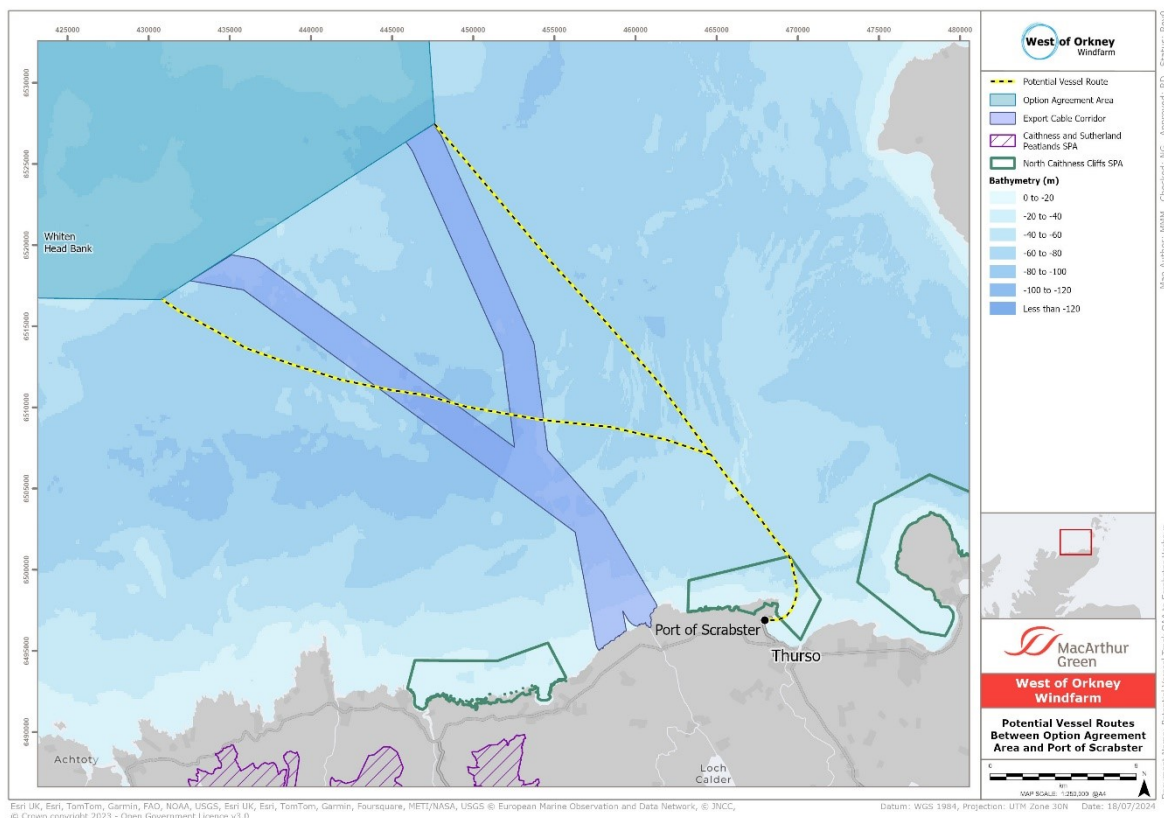 425000 430000 435000 440000 445000 450000 455000 460000 465000 470000 475000 480000
6530000
6525000
6520000
6515000
6510000
6505000
6500000
6495000
6490000
Whiten
Head Bank
Port of Scrabster
Thurso
Achtoty
Loch
Calder
West of Orkney
Windfarm
Potential Vessel Route
Option Agreement Area
Export Cable Corridor
Caithness and Sutherland
Peatlands SPA
North Caithness Cliffs SPA
Bathymetry (m)
0 to -20
-20 to -40
-40 to -60
-60 to -80
-80 to -100
-100 to -120
Less than -120
MacArthur
Green
West of Orkney
Windfarm
Potential Vessel Routes
Between Option Agreement
Area and Port of Scrabster
km
N
MAP SCALE: 1:250,000 @A4
Esri UK, Esri, TomTom, Garmin, FAO, NOAA, USGS, Esri UK, Esri, TomTom, Garmin, Foursquare, METI/NASA, USGS © European Marine Observation and Data Network, © JNCC,
© Crown copyright 2023 - Open Government Licence v3.0
Datum: WGS 1984, Projection: UTM Zone 30N Date: 18/07/2024